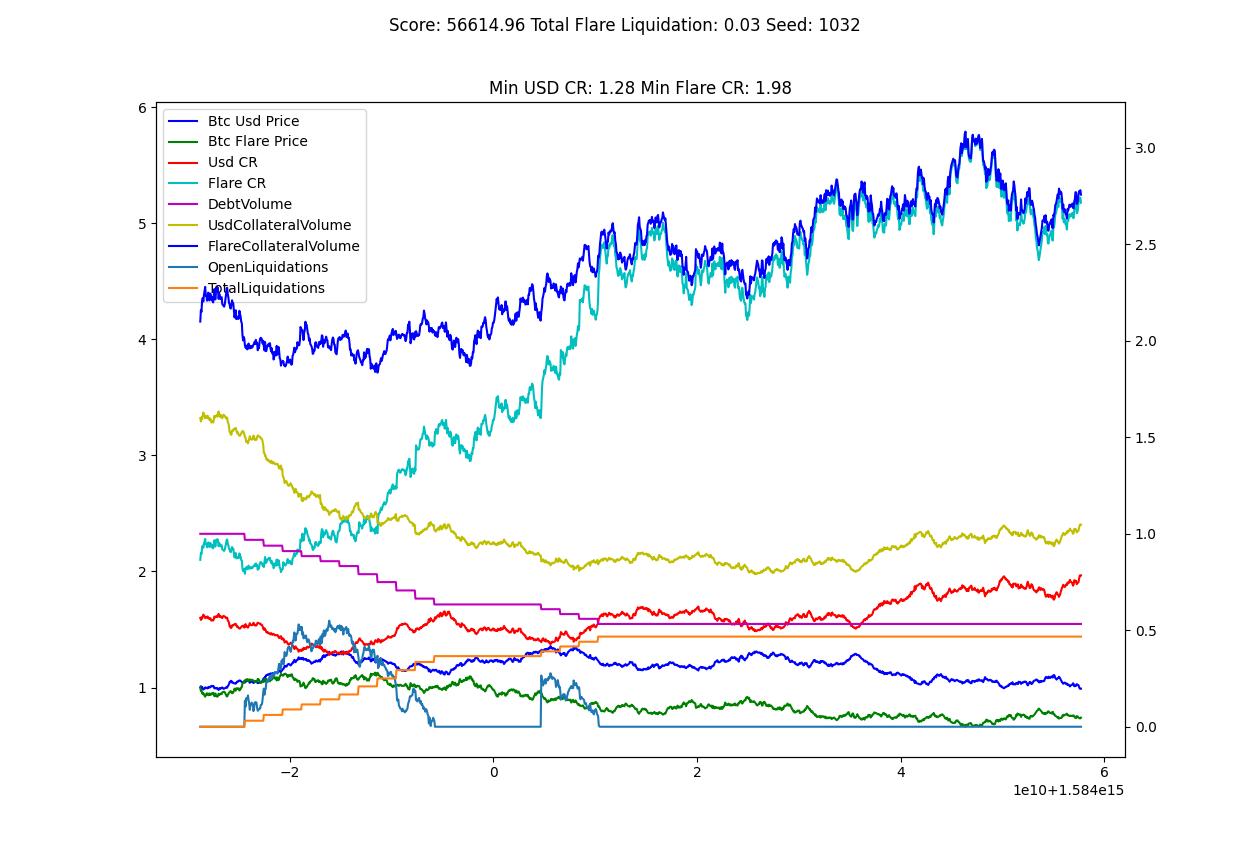 Score: 56614.96 Total Flare Liquidation: 0.03 Seed: 1032
Min USD CR: 1.28 Min Flare CR: 1.98
Btc Usd Price
Btc Flare Price
Usd CR
Flare CR
DebtVolume
UsdCollateralVolume
FlareCollateralVolume
OpenLiquidations
TotalLiquidations
6
5
4
3
2
1
3.0
2.5
2.0
1.5
1.0
0.5
0.0
−2
0
2
4
6
1e10+1.584e15